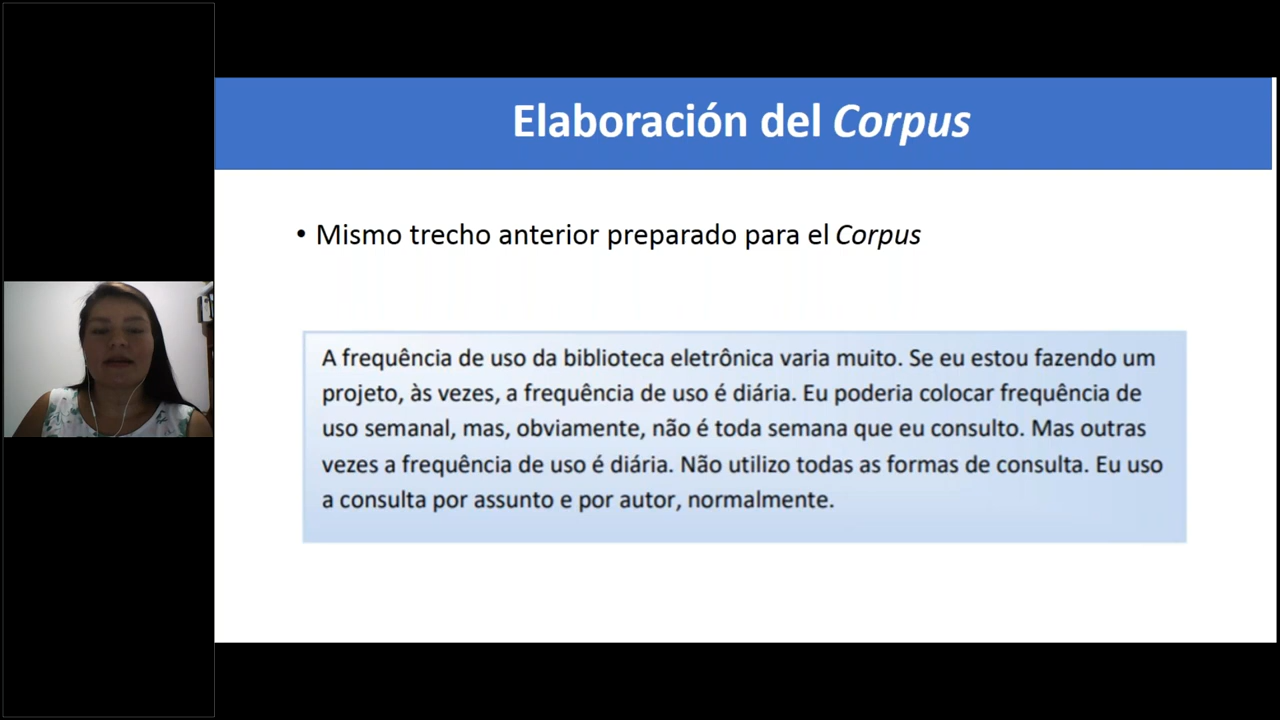 Elaboración del Corpus
• Mismo trecho anterior preparado para el Corpus
A frequência de uso da biblioteca eletrônica varia muito. Se eu estou fazendo um
projeto, às vezes, a frequência de uso é diária. Eu poderia colocar frequência de
uso semanal, mas, obviamente, não é toda semana que eu consulto. Mas outras
vezes a frequência de uso é diária. Não utilizo todas as formas de consulta. Eu uso
a consulta por assunto e por autor, normalmente.